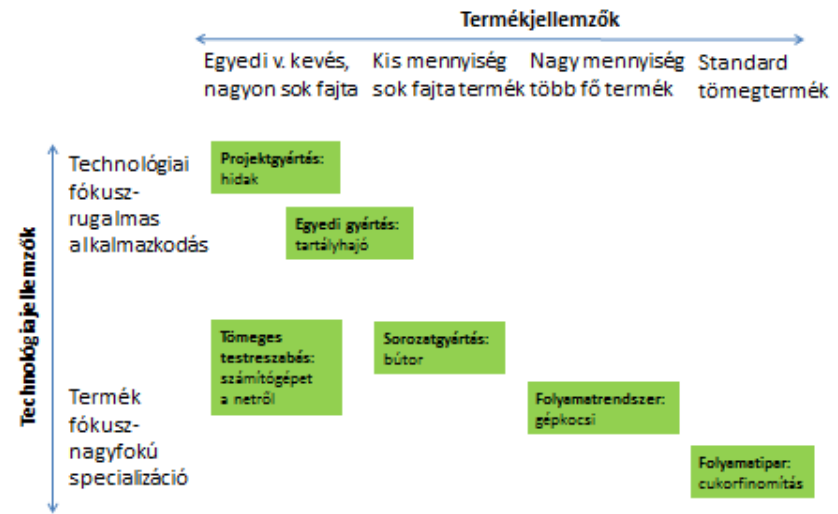 Termékjellemzők
Egyedi v. kevés,
nagyon sok fajta
Kis mennyiség
sok fajta termék
Nagy mennyiség
több fő termék
Standard
tömegtermék
Technológiajellemzők
Technológiai
fókusz-
rugalmas
alkalmazkodás
Projektgyártás:
hidak
Egyedi gyártás:
tartályhajó
Tömeges
testreszabás:
számítógépet
a netről
Sorozatgyártás:
bútor
Termék
fókusz-
nagyfokú
specializáció
Folyamatrendszer:
gépkocsi
Folyamatipar:
cukorfinomítás